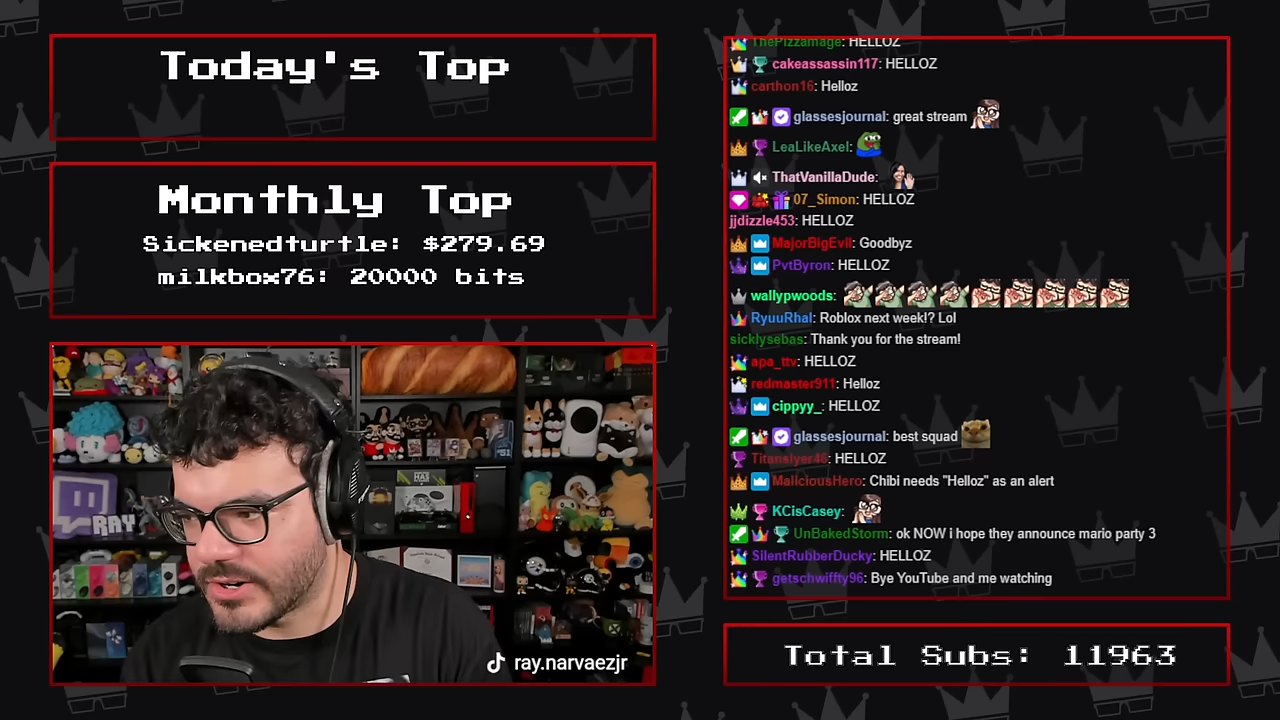 Today's Top
Monthly Top
Sickenedturtle: $279.69
milkbox76: 20000 bits
RAY
ray.narvaezjr
ThePizzamage: HELLOZ
cakeassassin117: HELLOZ
carthon16: Helloz
glassesjournal: great stream
LeaLikeAxel:
ThatVanillaDude:
07_Simon: HELLOZ
jjdizzle453: HELLOZ
MajorBigEvil: Goodbyz
PvtByron: HELLOZ
wallypwoods:
RyuuRhal: Roblox next week!? Lol
sicklysebas: Thank you for the stream!
apa_ttv: HELLOZ
redmaster911: Helloz
cippyy_: HELLOZ
glassesjournal: best squad
Titanslyer46: HELLOZ
MaliciousHero: Chibi needs "Helloz" as an alert
KCisCasey:
UnBakedStorm: ok NOW i hope they announce mario party 3
SilentRubberDucky: HELLOZ
getschwiffty96: Bye YouTube and me watching
Total Subs: 11963